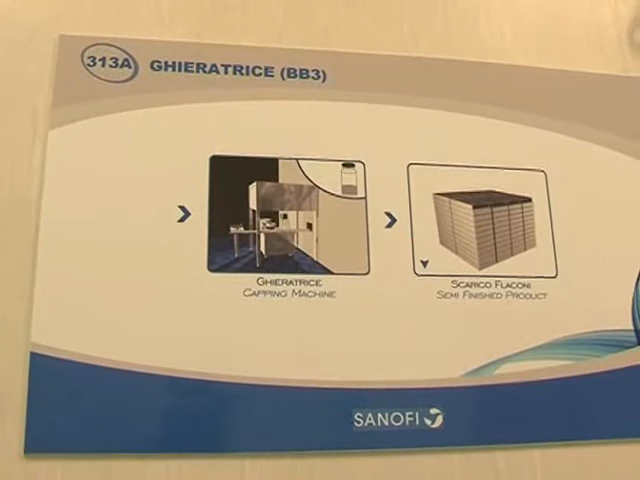 313A GHIERATRICE (BB3)
GHIERATRICE
CAPPING MACHINE
SCARICO FLACONI
SEMI FINISHED PRODUCT
SANOFI